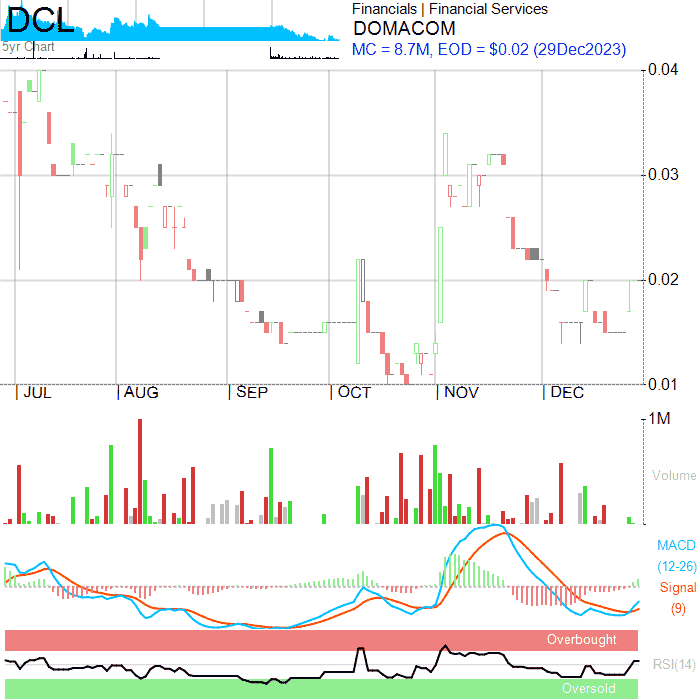 DCL
5yr Chart
Financials | Financial Services
DOMACOM
MC = 8.7M, EOD = $0.02 (29Dec2023)
0.04
0.03
0.02
0.01
JUL AUG SEP OCT NOV DEC
1M
Volume
MACD
(12-26)
Signal
(9)
Overbought
RSI(14)
Oversold